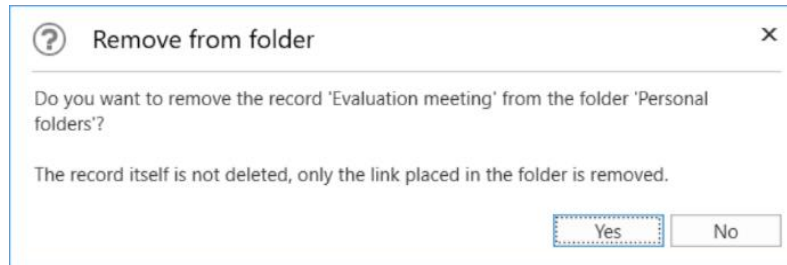 Remove from folder
Do you want to remove the record 'Evaluation meeting' from the folder 'Personal
folders'?
The record itself is not deleted, only the link placed in the folder is removed.
Yes
No